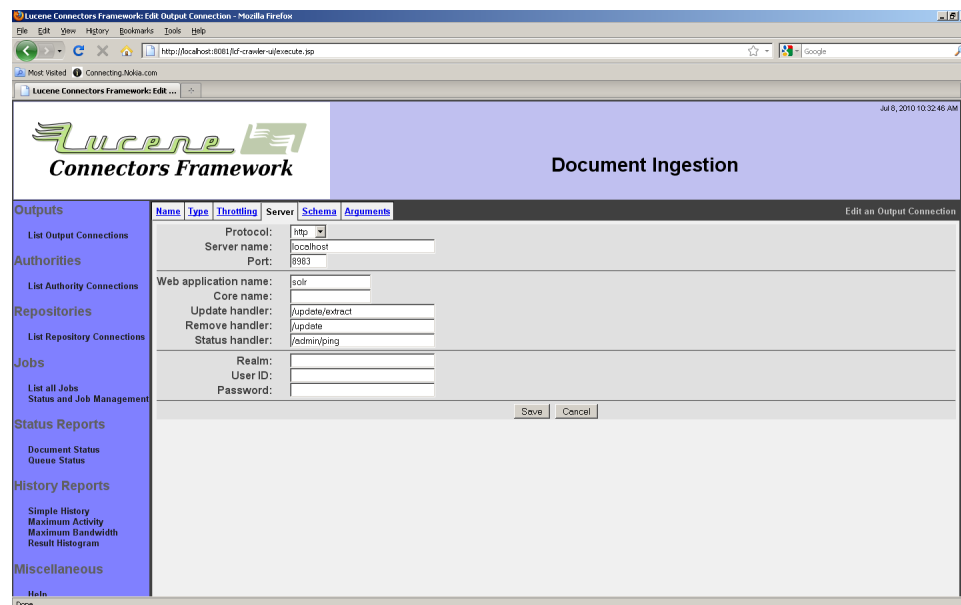 Lucene Connectors Framework: Edit Output Connection - Mozilla Firefox
File Edit View History Bookmarks Tools Help
http://localhost:8081/lcf-crawler-ui/execute.jsp
Google
Most Visited Connecting.Nokia.com
Lucene Connectors Framework: Edit ...
Jul 8, 2010 10:32:46 AM
Lucene
Connectors Framework
Document Ingestion
Outputs
List Output Connections
Authorities
List Authority Connections
Repositories
List Repository Connections
Jobs
List all Jobs
Status and Job Management
Status Reports
Document Status
Queue Status
History Reports
Simple History
Maximum Activity
Maximum Bandwidth
Result Histogram
Miscellaneous
Help
Name Type Throttling Server Schema Arguments
Edit an Output Connection
Protocol: http
Server name: localhost
Port: 8983
Web application name: solr
Core name:
Update handler: /update/extract
Remove handler: /update
Status handler: /admin/ping
Realm:
User ID:
Password:
Save Cancel
Done